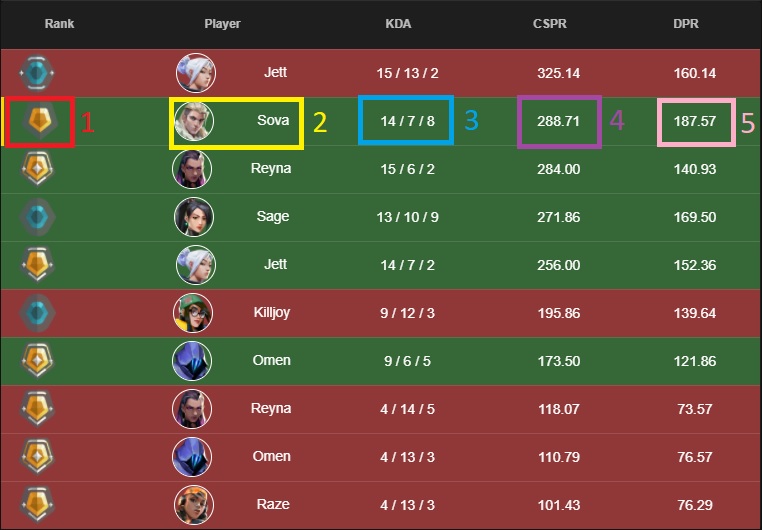 Rank Player KDA CSPR DPR
Jett 15 / 13 / 2 325.14 160.14
1 Sova 2 14 / 7 / 8 3 288.71 4 187.57 5
Reyna 15 / 6 / 2 284.00 140.93
Sage 13 / 10 / 9 271.86 169.50
Jett 14 / 7 / 2 256.00 152.36
Killjoy 9 / 12 / 3 195.86 139.64
Omen 9 / 6 / 5 173.50 121.86
Reyna 4 / 14 / 5 118.07 73.57
Omen 4 / 13 / 3 110.79 76.57
Raze 4 / 13 / 3 101.43 76.29